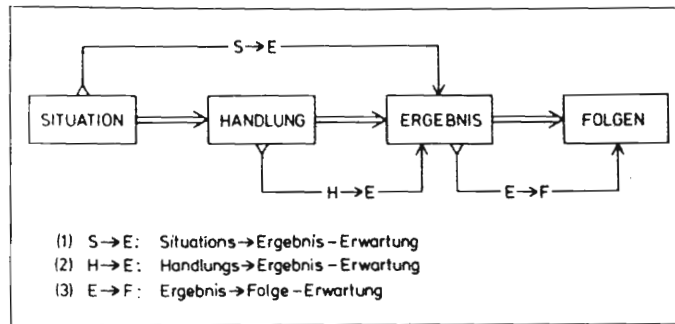 S→E
SITUATION HANDLUNG ERGEBNIS FOLGEN
H→E E→F
(1) S→E: Situations→Ergebnis-Erwartung
(2) H→E: Handlungs→Ergebnis-Erwartung
(3) E→F: Ergebnis→Folge-Erwartung